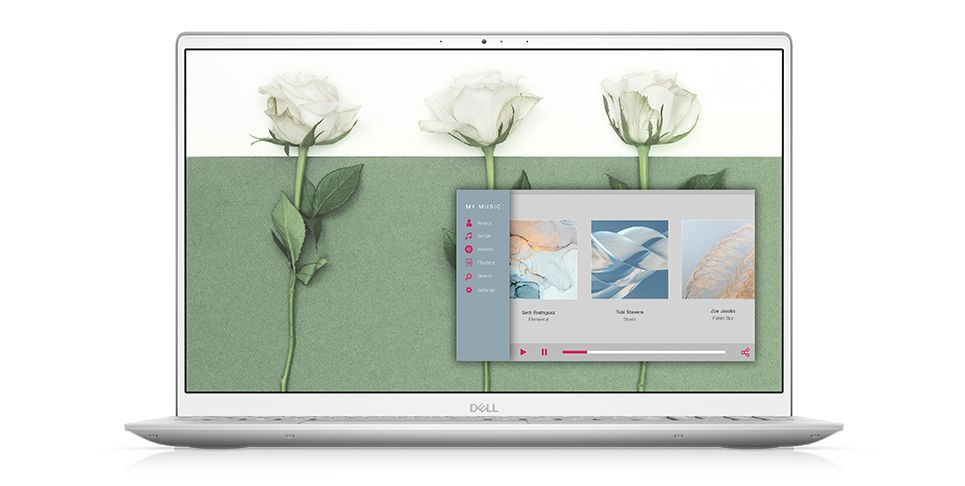 MY MUSIC
Artists
Songs
Albums
Playlists
Search
Settings
Seth Rodriguez
Elemental
Tobi Stevens
Static
Zoe Jacobs
Fallen Sky
DELL